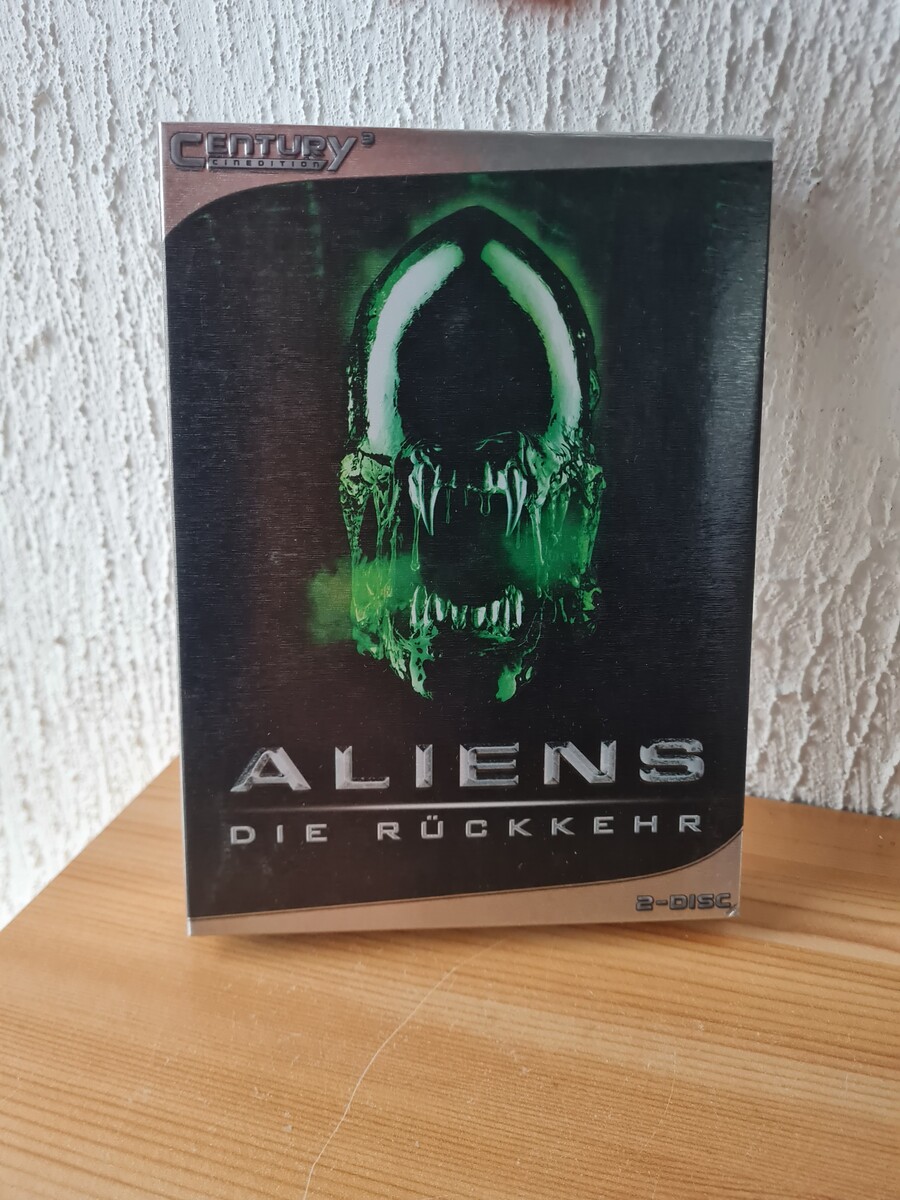 CENTURY³
CINEDITION
ALIENS
DIE RÜCKKEHR
2-DISC